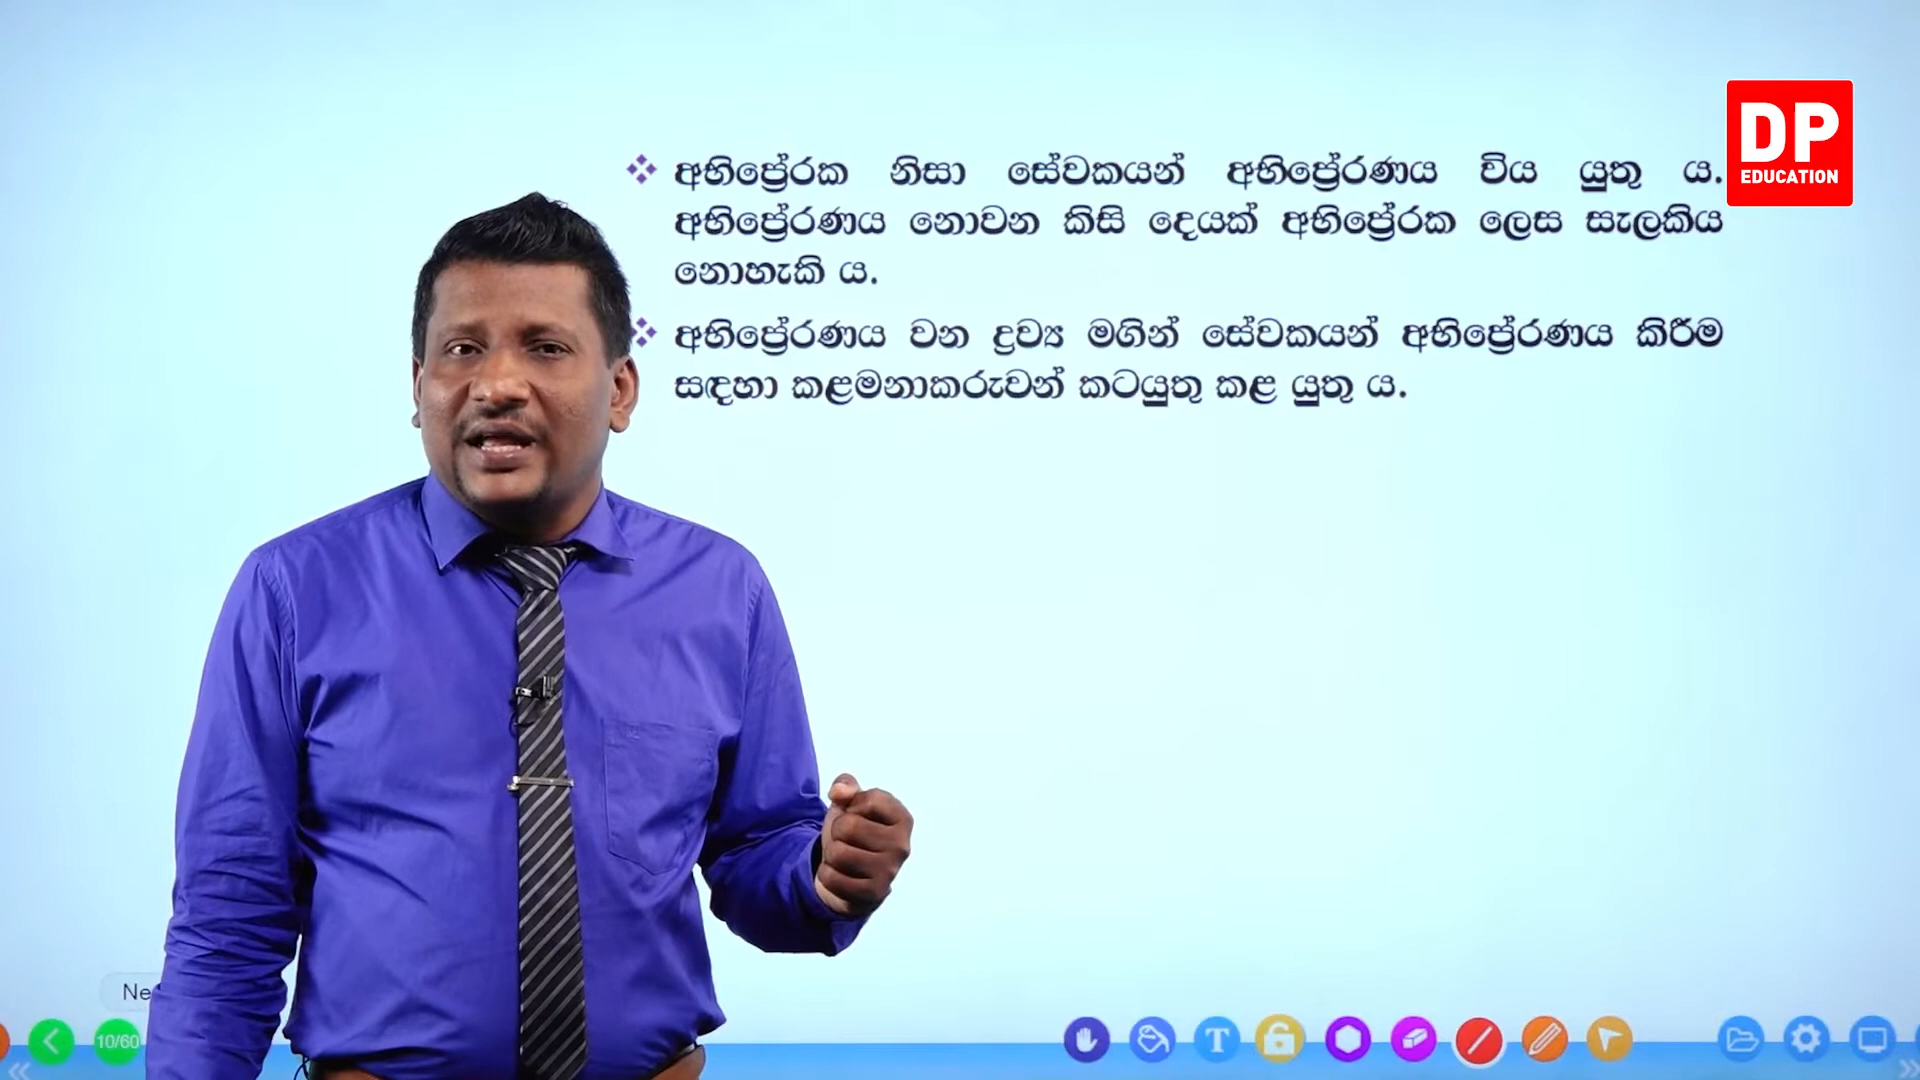 DP
EDUCATION
අභිප්‍රේරක නිසා සේවකයන් අභිප්‍රේරණය විය යුතු ය.
අභිප්‍රේරණය නොවන කිසි දෙයක් අභිප්‍රේරක ලෙස සැලකිය
නොහැකි ය.
අභිප්‍රේරණය වන ද්‍රව්‍ය මගින් සේවකයන් අභිප්‍රේරණය කිරීම
සඳහා කළමනාකරුවන් කටයුතු කළ යුතු ය.
10/60
T